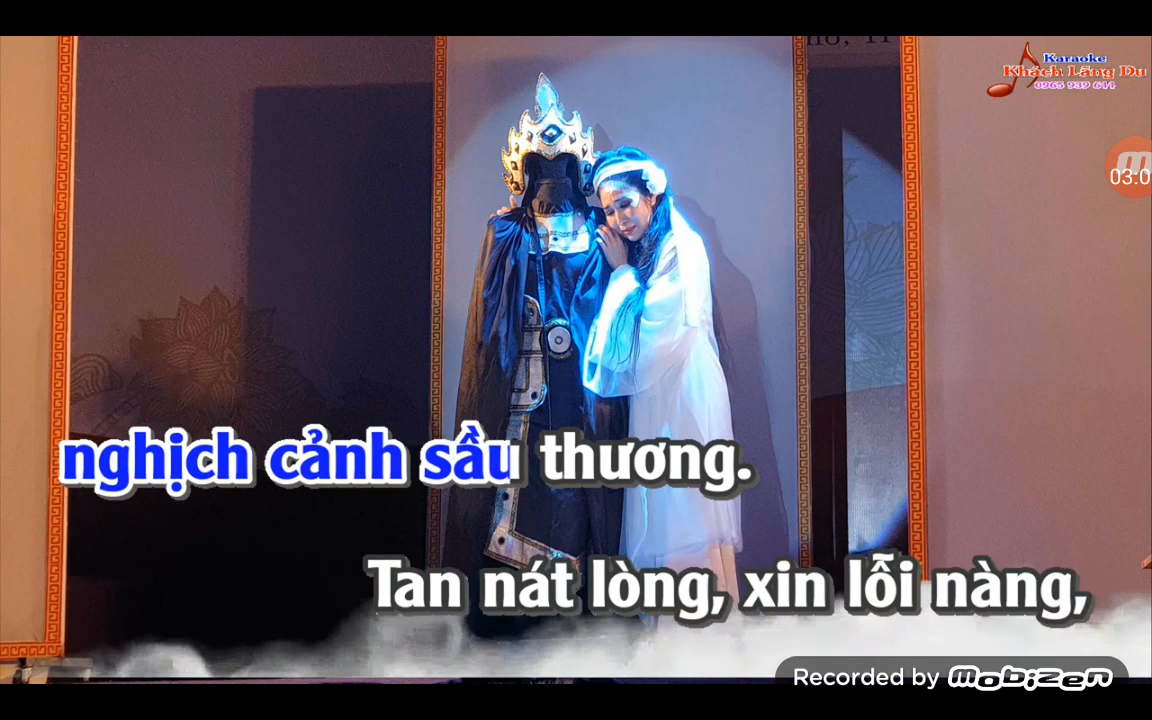 Karaoke
Khách Lãng Du
0965 939 644
03:0
nghịch cảnh sầu thương.
Tan nát lòng, xin lỗi nàng,
Recorded by mobizen